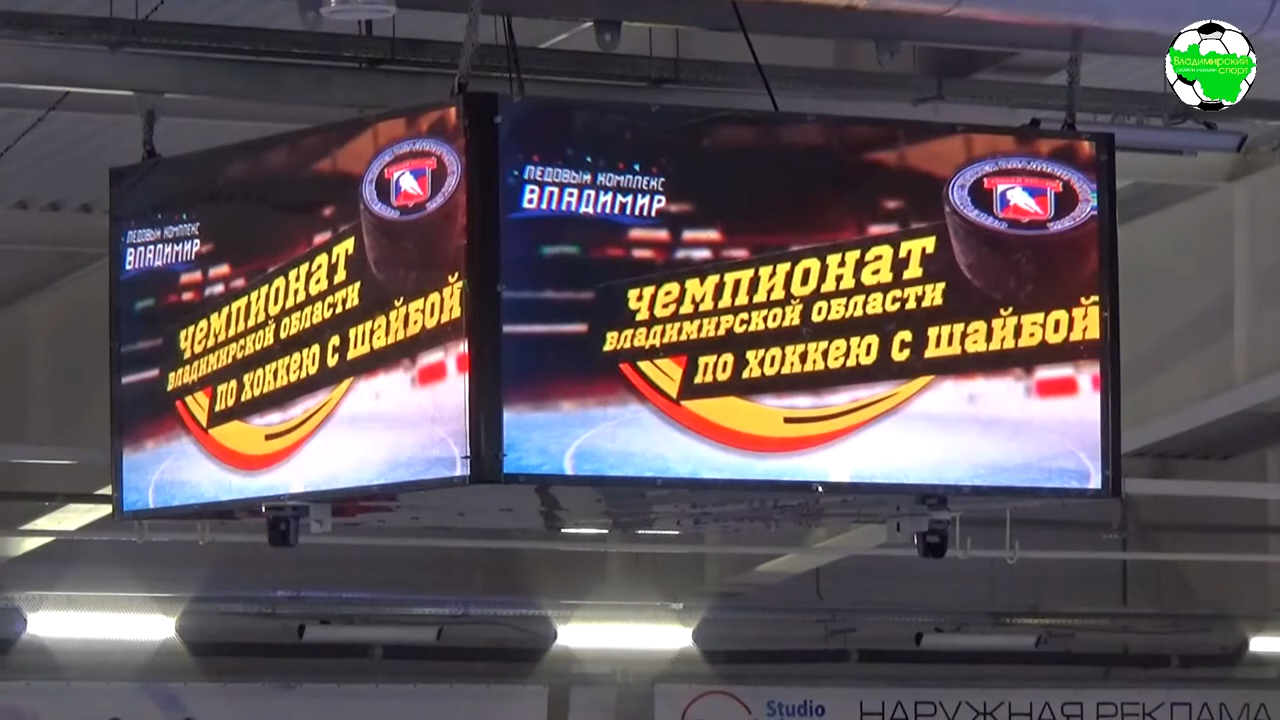 Владимирский
спорт
ЛЕДОВЫЙ КОМПЛЕКС
ВЛАДИМИР
ЧЕМПИОНАТ
ВЛАДИМИРСКОЙ ОБЛАСТИ
ПО ХОККЕЮ С ШАЙБОЙ
ЛЕДОВЫЙ КОМПЛЕКС
ВЛАДИМИР
ЧЕМПИОНАТ
ВЛАДИМИРСКОЙ ОБЛАСТИ
ПО ХОККЕЮ С ШАЙБОЙ
Studio
НАРУЖНАЯ РЕКЛАМА